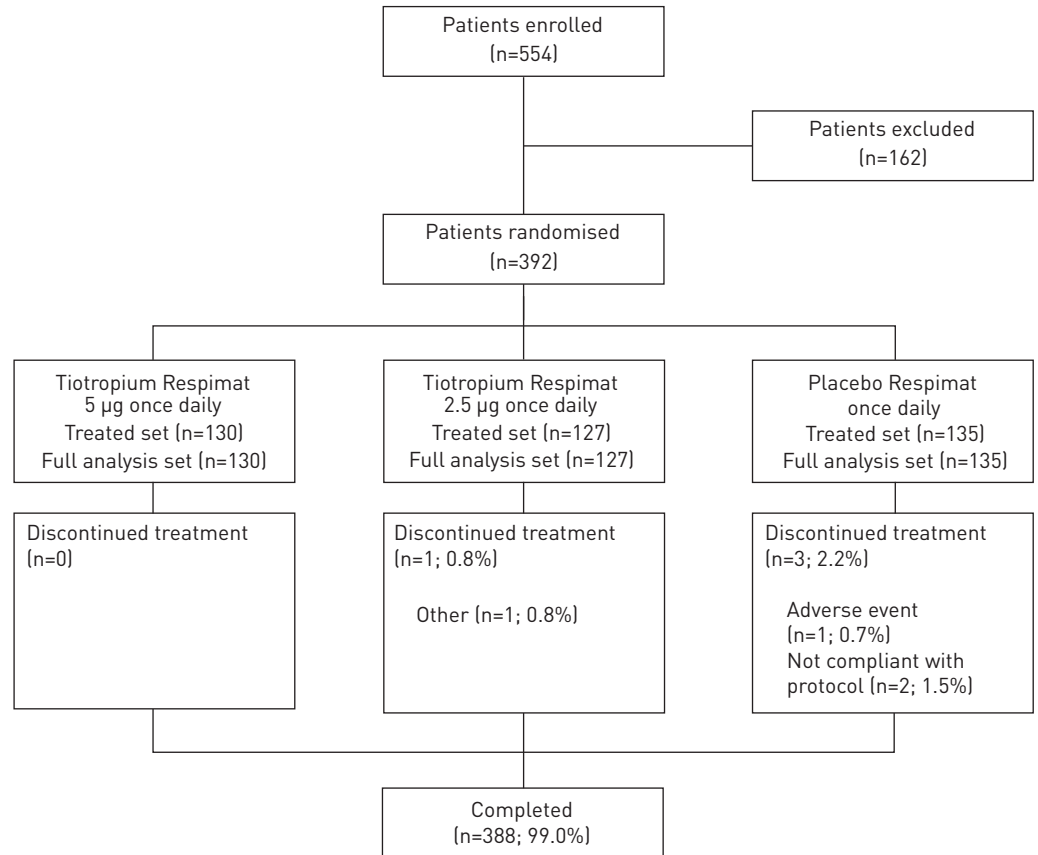 Patients enrolled
(n=554)
Patients excluded
(n=162)
Patients randomised
(n=392)
Tiotropium Respimat
5 µg once daily
Treated set (n=130)
Full analysis set (n=130)
Tiotropium Respimat
2.5 µg once daily
Treated set (n=127)
Full analysis set (n=127)
Placebo Respimat
once daily
Treated set (n=135)
Full analysis set (n=135)
Discontinued treatment
(n=0)
Discontinued treatment
(n=1; 0.8%)
Other (n=1; 0.8%)
Discontinued treatment
(n=3; 2.2%)
Adverse event
(n=1; 0.7%)
Not compliant with
protocol (n=2; 1.5%)
Completed
(n=388; 99.0%)